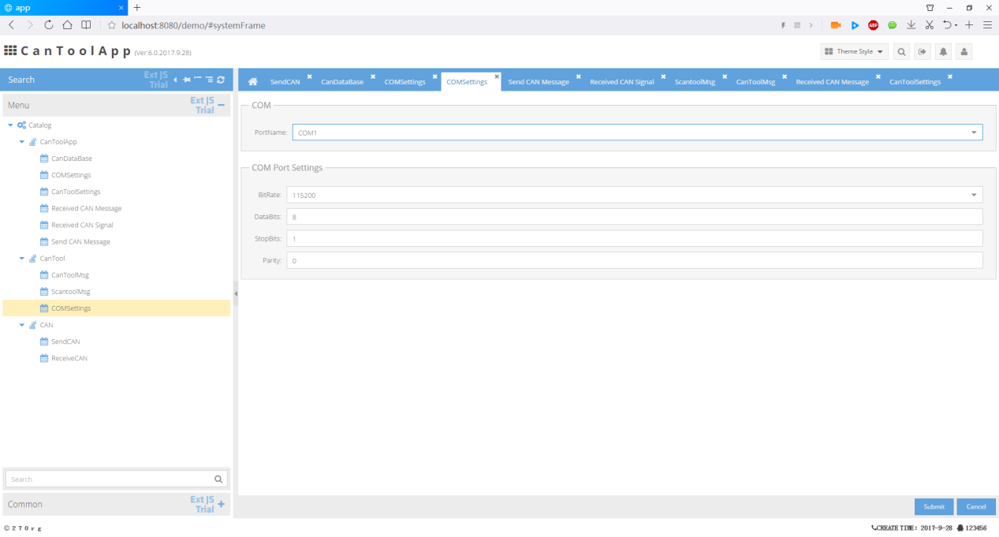 app
localhost:8080/demo/#systemFrame
ABP
CanToolApp (Ver:6.0.2017.9.28)
Theme Style
Search
Ext JS
Trial
SendCAN
CanDataBase
COMSettings
COMSettings
Send CAN Message
Received CAN Signal
ScantoolMsg
CanToolMsg
Received CAN Message
CanToolSettings
Menu
Ext JS
Trial
Catalog
CanToolApp
CanDataBase
COMSettings
CanToolSettings
Received CAN Message
Received CAN Signal
Send CAN Message
CanTool
CanToolMsg
ScantoolMsg
COMSettings
CAN
SendCAN
ReceiveCAN
COM
PortName: COM1
COM Port Settings
BitRate: 115200
DataBits: 8
StopBits: 1
Parity: 0
Search
Common
Ext JS
Trial
Submit
Cancel
©2TOrg
CREATE TIME: 2017-9-28 123456